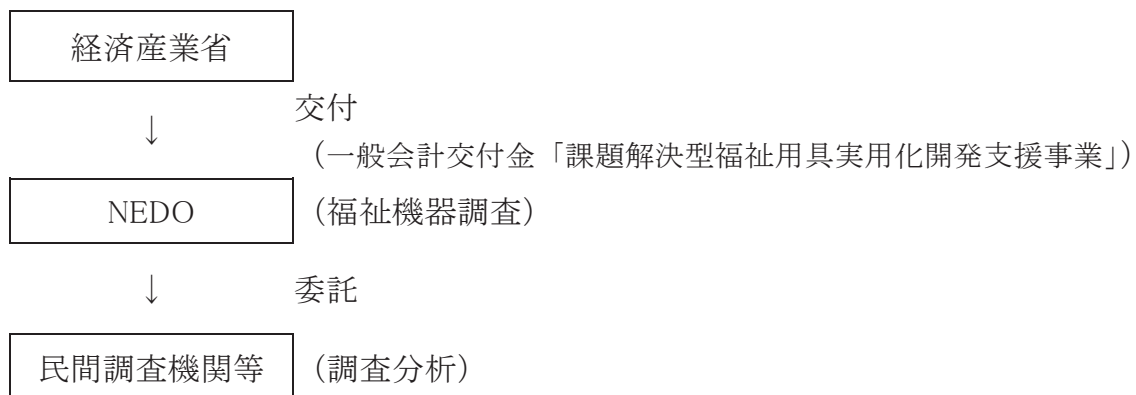 経済産業省
↓
交付
(一般会計交付金「課題解決型福祉用具実用化開発支援事業」)
NEDO
(福祉機器調査)
↓
委託
民間調査機関等
(調査分析)